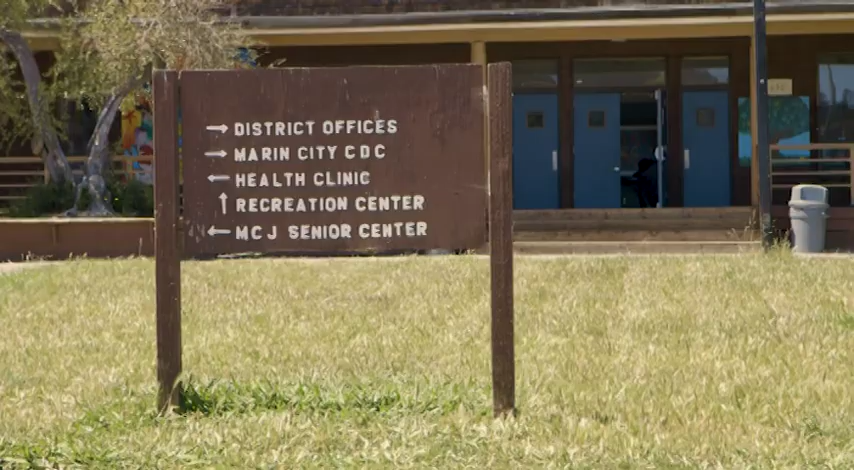 → DISTRICT OFFICES
→ MARIN CITY CDC
← HEALTH CLINIC
↑ RECREATION CENTER
← MCJ SENIOR CENTER